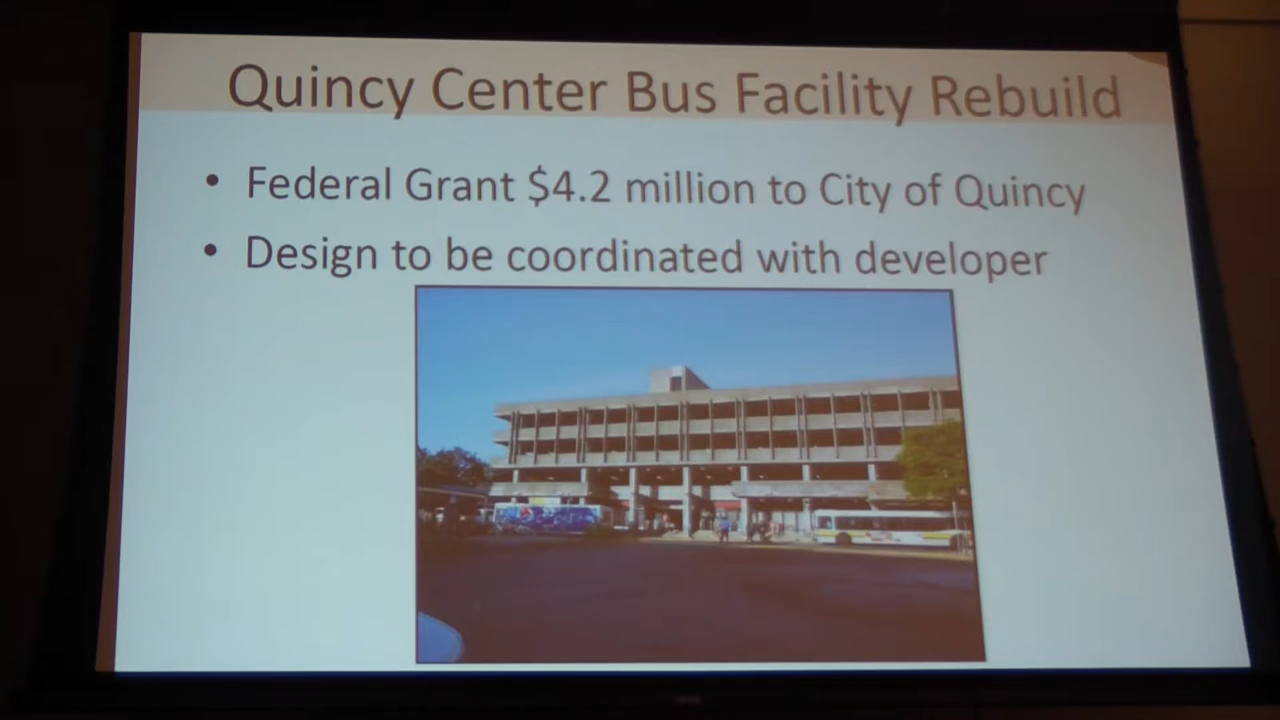 Quincy Center Bus Facility Rebuild
• Federal Grant $4.2 million to City of Quincy
• Design to be coordinated with developer